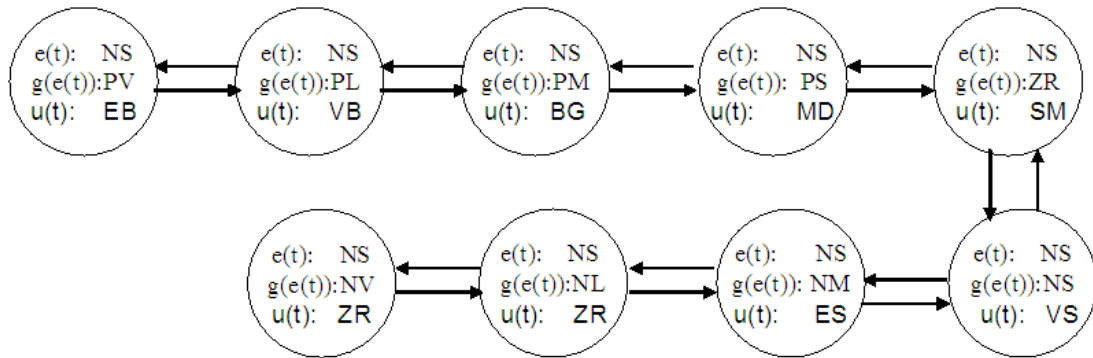 e(t): NS
g(e(t)):PV
u(t): EB
e(t): NS
g(e(t)):PL
u(t): VB
e(t): NS
g(e(t)):PM
u(t): BG
e(t): NS
g(e(t)): PS
u(t): MD
e(t): NS
g(e(t)):ZR
u(t): SM
e(t): NS
g(e(t)):NV
u(t): ZR
e(t): NS
g(e(t)):NL
u(t): ZR
e(t): NS
g(e(t)): NM
u(t): ES
e(t): NS
g(e(t)):NS
u(t): VS